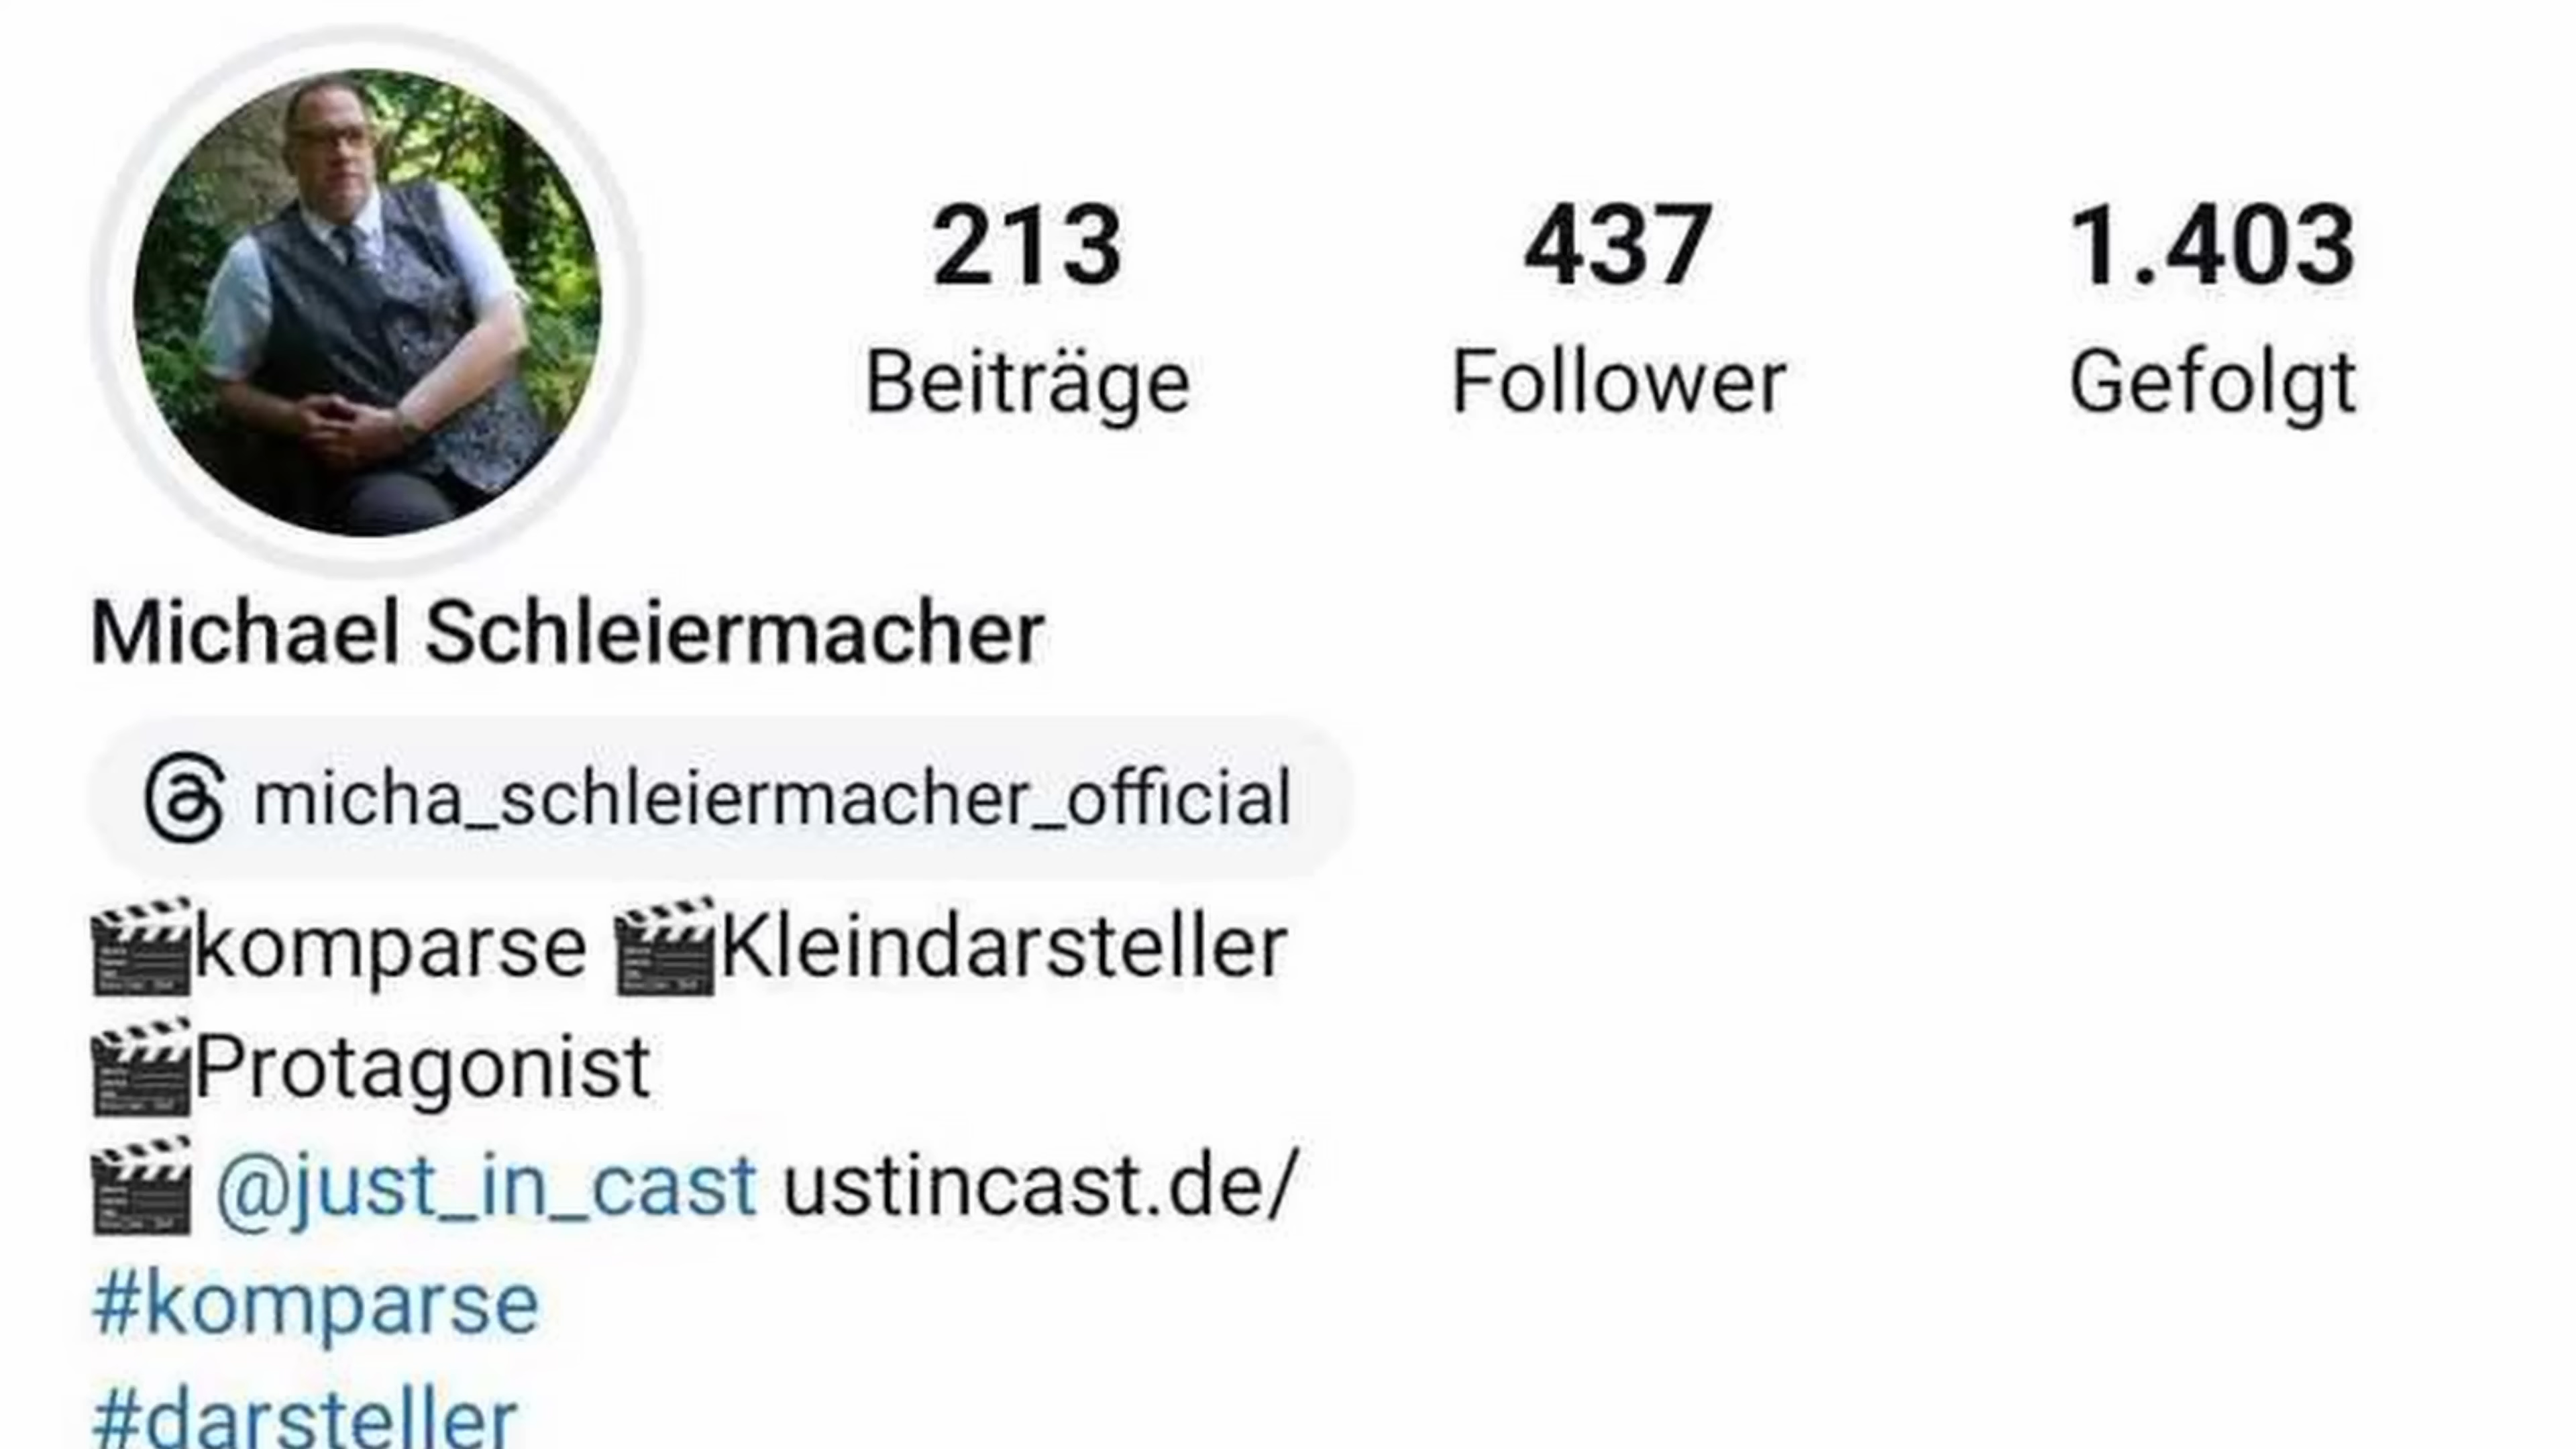 213 437 1.403
Beiträge Follower Gefolgt
Michael Schleiermacher
micha_schleiermacher_official
🎬komparse 🎬Kleindarsteller
🎬Protagonist
🎬 @just_in_cast ustincast.de/
#komparse
#darsteller